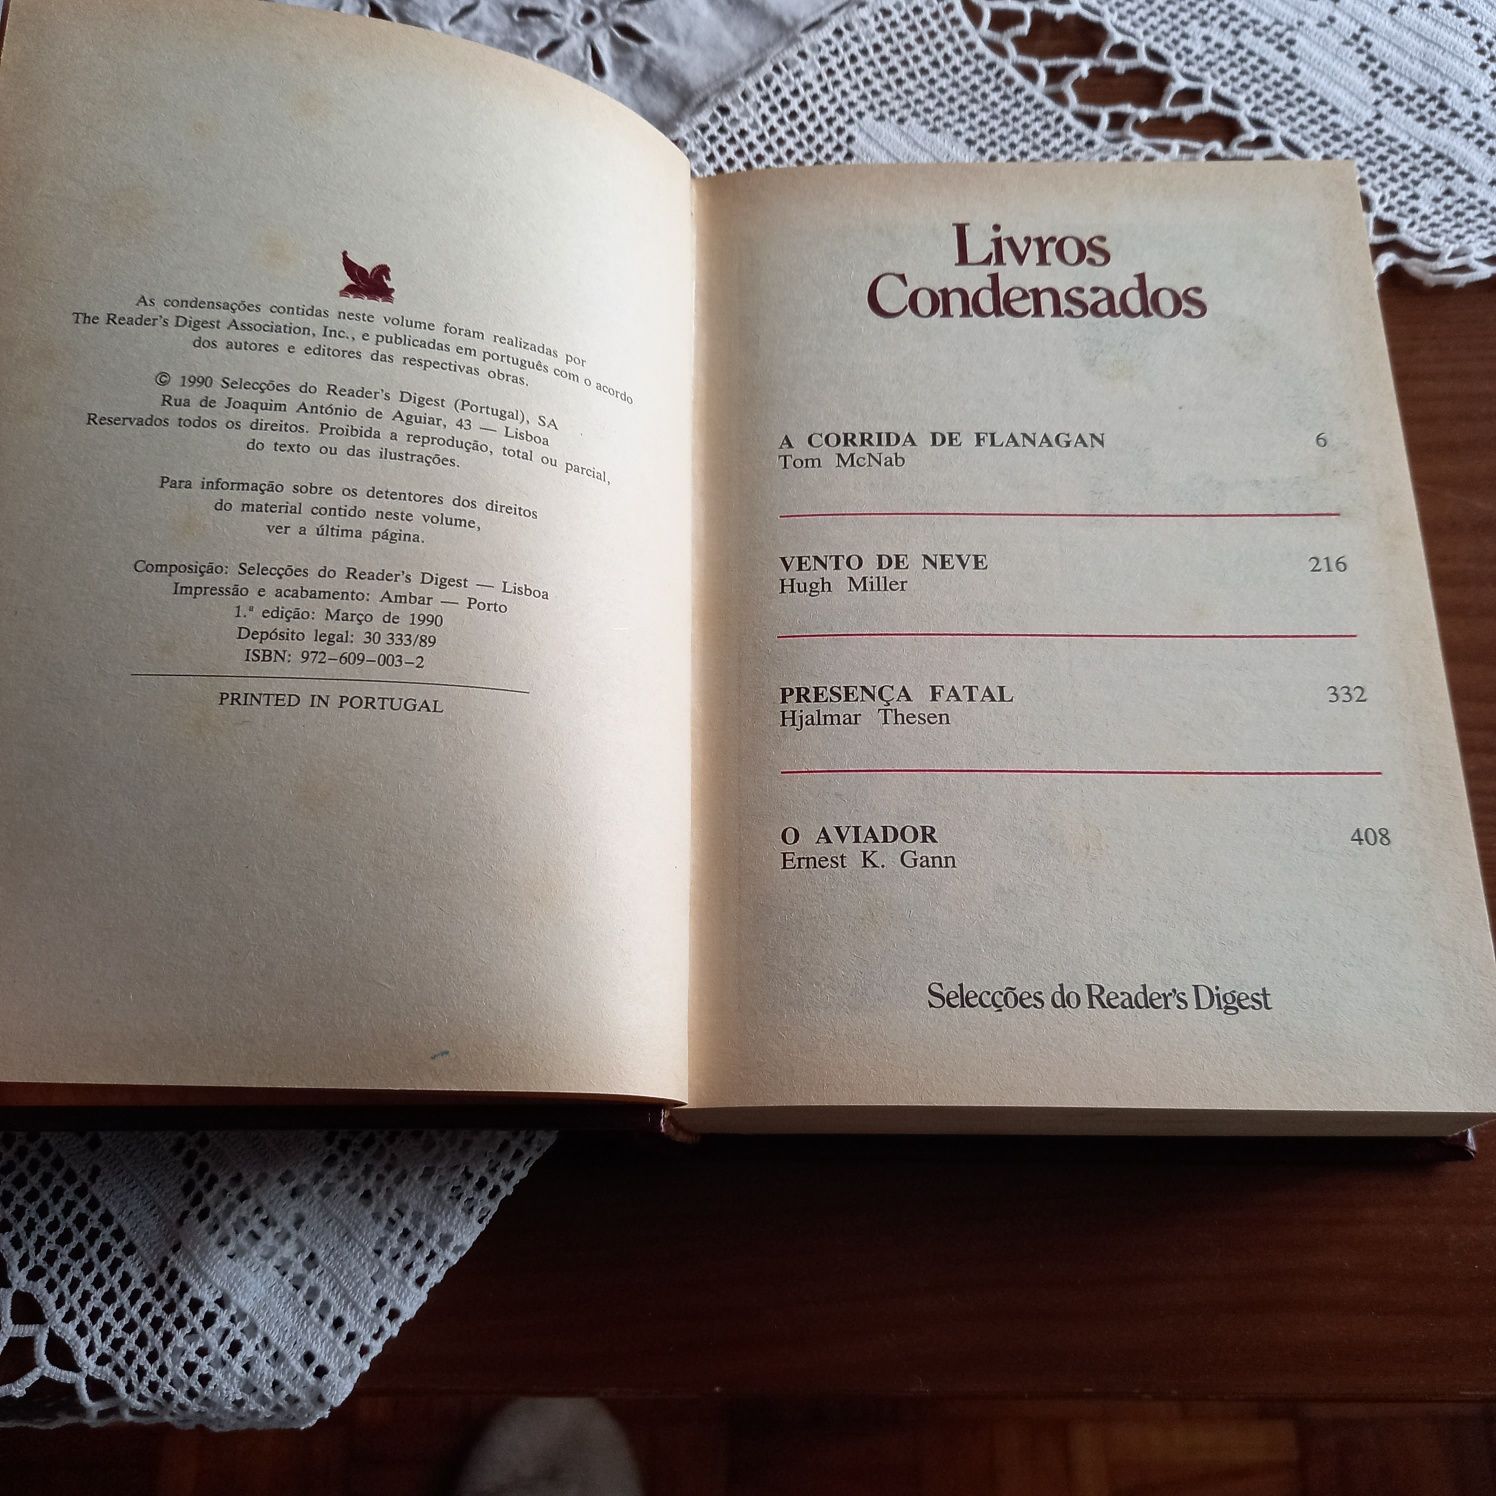 As condensações contidas neste volume foram realizadas por
The Reader's Digest Association, Inc., e publicadas em português com o acordo
dos autores e editores das respectivas obras.
© 1990 Selecções do Reader's Digest (Portugal), SA
Rua de Joaquim António de Aguiar, 43 — Lisboa
Reservados todos os direitos. Proibida a reprodução, total ou parcial,
do texto ou das ilustrações.
Para informação sobre os detentores dos direitos
do material contido neste volume,
ver a última página.
Composição: Selecções do Reader's Digest — Lisboa
Impressão e acabamento: Ambar — Porto
1.ª edição: Março de 1990
Depósito legal: 30 333/89
ISBN: 972–609–003–2
PRINTED IN PORTUGAL
Livros
Condensados
A CORRIDA DE FLANAGAN 6
Tom McNab
VENTO DE NEVE 216
Hugh Miller
PRESENÇA FATAL 332
Hjalmar Thesen
O AVIADOR 408
Ernest K. Gann
Selecções do Reader's Digest